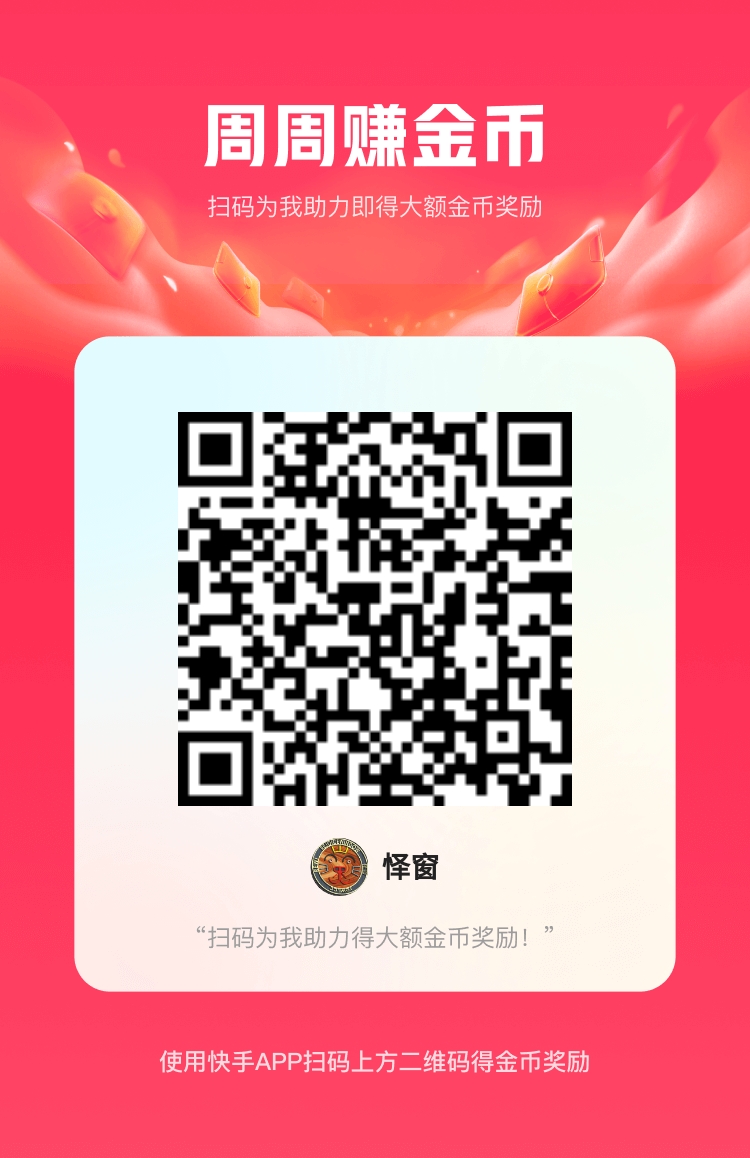 周周赚金币
扫码为我助力即得大额金币奖励
怿窗
“扫码为我助力得大额金币奖励！”
使用快手APP扫码上方二维码得金币奖励